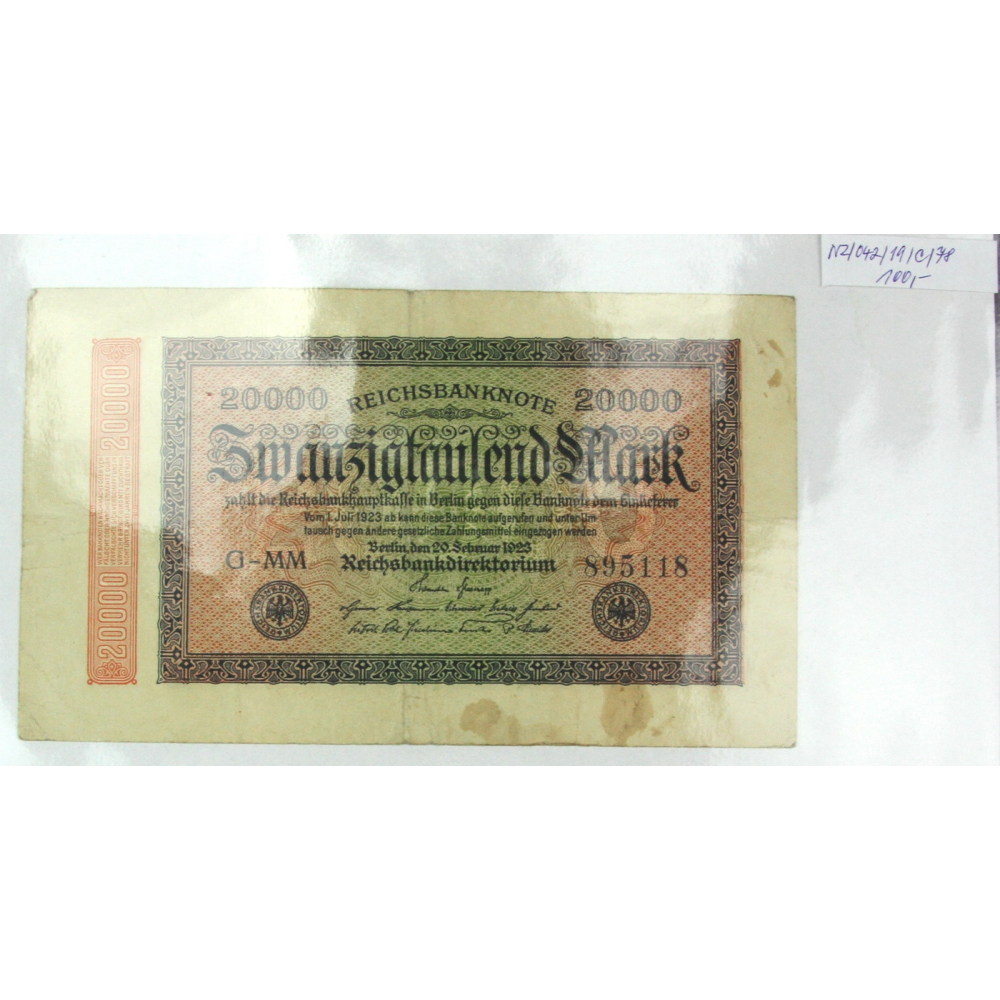 NZ/042/19/C/78
100,-
20000 REICHSBANKNOTE 20000
Zwanzigtausend Mark
zahlt die Reichsbankhauptkasse in Berlin gegen diese Banknote dem Einlieferer
Vom 1. Juli 1923 ab kann diese Banknote aufgerufen und unter Um
tausch gegen andere gesetzliche Zahlungsmittel eingezogen werden
Berlin, den 20. Februar 1923
G-MM Reichsbankdirektorium 895118
20000 20000